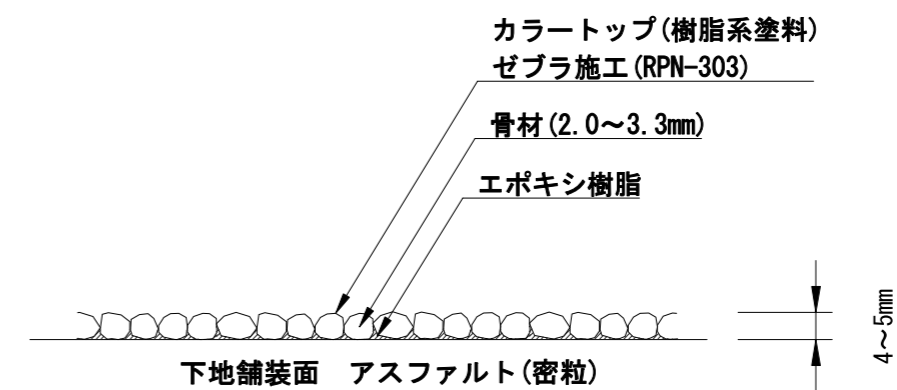 カラートップ(樹脂系塗料)
ゼブラ施工(RPN-303)
骨材(2.0～3.3mm)
エポキシ樹脂
4～5mm
下地舗装面　アスファルト(密粒)